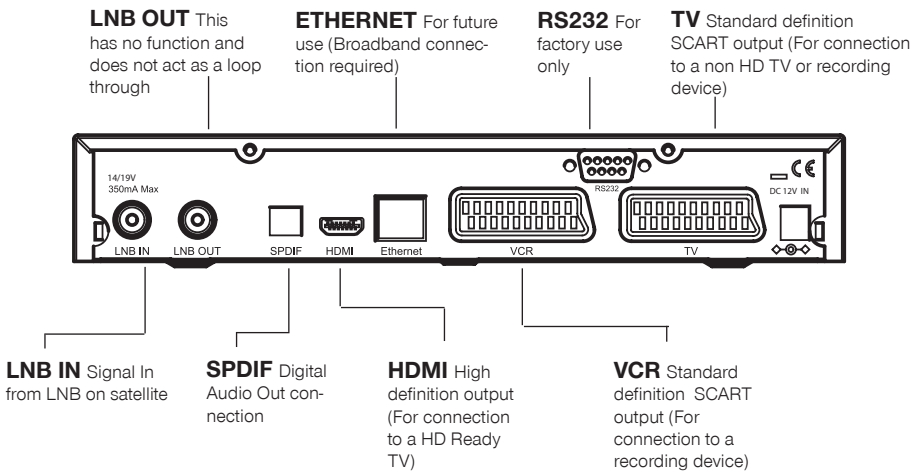 LNB OUT This
has no function and
does not act as a loop
through
ETHERNET For future
use (Broadband connec-
tion required)
RS232 For
factory use
only
TV Standard definition
SCART output (For connection
to a non HD TV or recording
device)
14/19V
350mA Max
RS232
CE
DC 12V IN
LNB IN
LNB OUT
SPDIF
HDMI
Ethernet
VCR
TV
LNB IN Signal In
from LNB on satellite
SPDIF Digital
Audio Out con-
nection
HDMI High
definition output
(For connection
to a HD Ready
TV)
VCR Standard
definition SCART
output (For
connection to a
recording device)